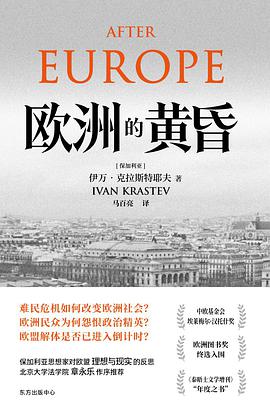 AFTER
EUROPE
欧洲的黄昏
[保加利亚]
伊万·克拉斯特耶夫 著
IVAN KRASTEV
马百亮 译
难民危机如何改变欧洲社会?
欧洲民众为何怨恨政治精英?
欧盟解体是否已进入倒计时?
保加利亚思想家对欧盟 理想与现实 的反思
北京大学法学院 章永乐 作序推荐
东方出版中心
中欧基金会
埃莱梅尔·汉托什奖
欧洲图书奖
终选入围
《泰晤士文学增刊》
“年度之书”